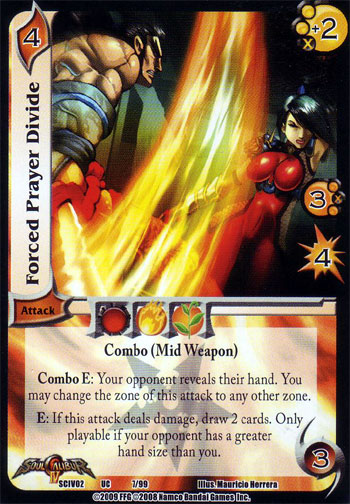 4
+2
Forced Prayer Divide
3
4
Attack
Combo (Mid Weapon)
Combo E: Your opponent reveals their hand. You
may change the zone of this attack to any other zone.
E: If this attack deals damage, draw 2 cards. Only
playable if your opponent has a greater
hand size than you.
3
SOULCALIBUR
IV
SCIV02 UC 7/99 Illus. Mauricio Herrera
©2009 FFG ©2008 Namco Bandai Games Inc.